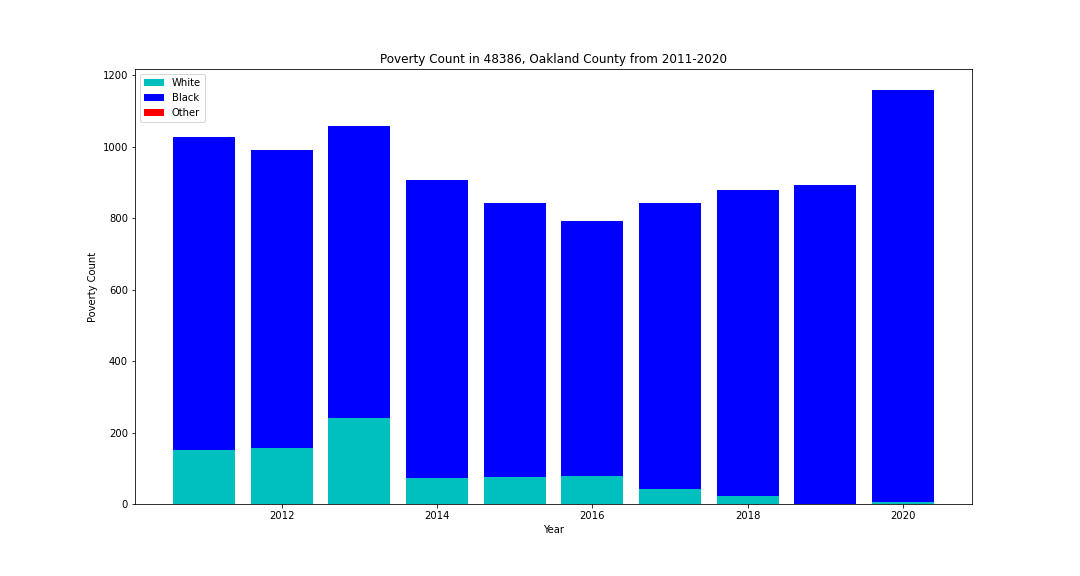 Poverty Count in 48386, Oakland County from 2011-2020
White
Black
Other
1200
1000
800
600
400
200
0
Poverty Count
2012 2014 2016 2018 2020
Year